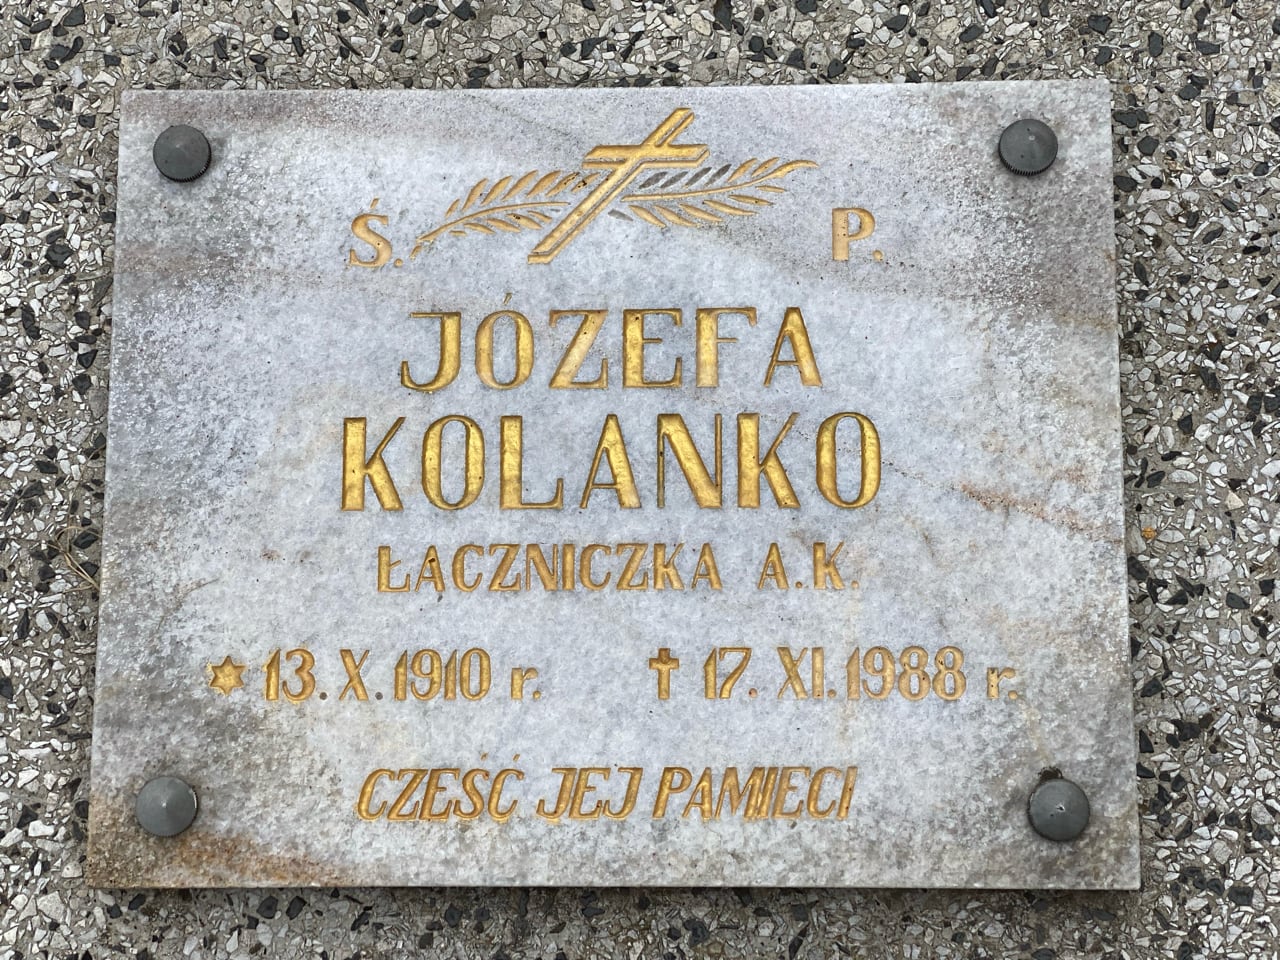 Ś. P.
JÓZEFA
KOLANKO
ŁĄCZNICZKA A.K.
✶ 13.X.1910 r. ✝ 17.XI.1988 r.
CZEŚĆ JEJ PAMIĘCI